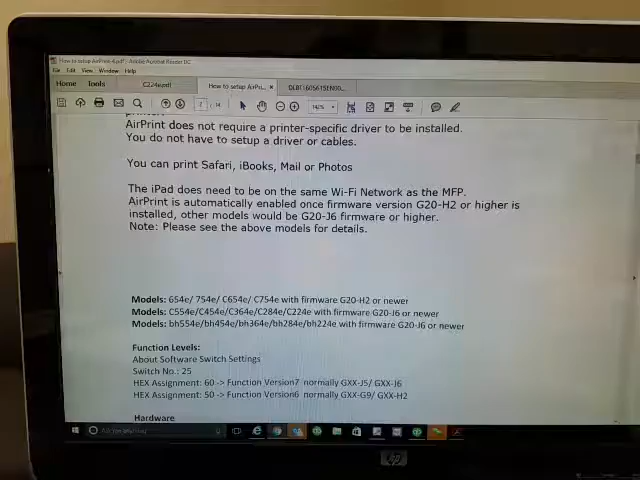 How to setup AirPrint-4.pdf - Adobe Acrobat Reader DC
File Edit View Window Help
Home Tools C224e.pdf How to setup AirPri... × DLBT1605615EN00...
2 / 14 142%
AirPrint does not require a printer-specific driver to be installed.
You do not have to setup a driver or cables.
You can print Safari, iBooks, Mail or Photos
The iPad does need to be on the same Wi-Fi Network as the MFP.
AirPrint is automatically enabled once firmware version G20-H2 or higher is
installed, other models would be G20-J6 firmware or higher.
Note: Please see the above models for details.
Models: 654e/ 754e/ C654e/ C754e with firmware G20-H2 or newer
Models: C554e/C454e/C364e/C284e/C224e with firmware G20-J6 or newer
Models: bh554e/bh454e/bh364e/bh284e/bh224e with firmware G20-J6 or newer
Function Levels:
About Software Switch Settings
Switch No.: 25
HEX Assignment: 60 -> Function Version7 normally GXX-J5/ GXX-J6
HEX Assignment: 50 -> Function Version6 normally GXX-G9/ GXX-H2
Hardware
hp